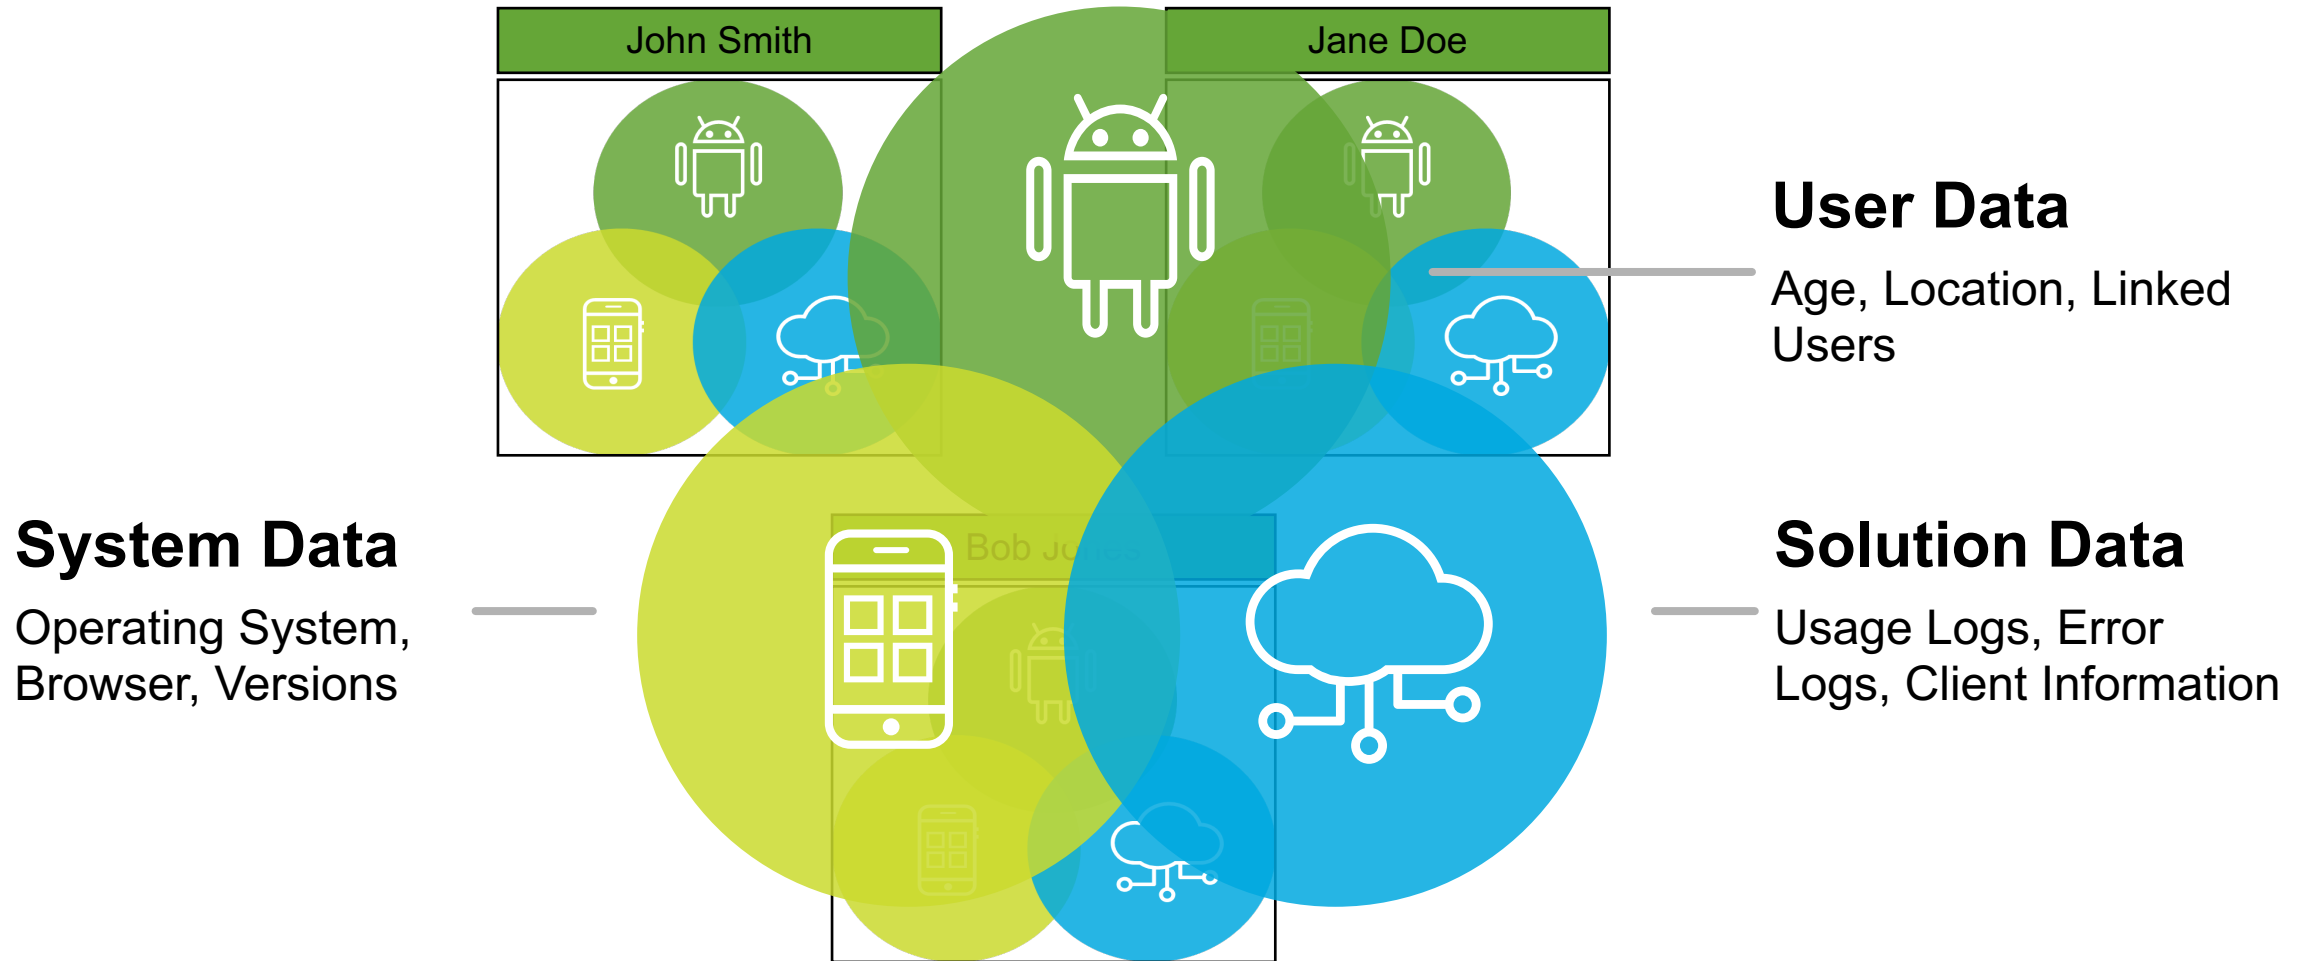 John Smith
Jane Doe
User Data
Age, Location, Linked
Users
System Data
Operating System,
Browser, Versions
Bob
Solution Data
Usage Logs, Error
Logs, Client Information